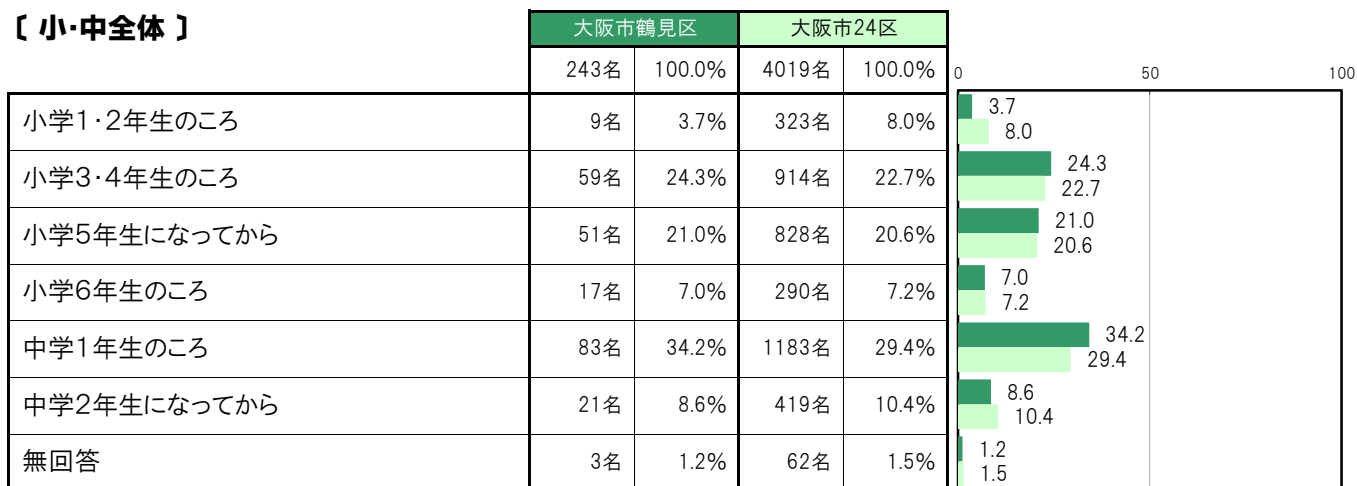 〔 小・中全体 〕
大阪市鶴見区 大阪市24区
243名 100.0% 4019名 100.0% 0 50 100
小学1・2年生のころ 9名 3.7% 323名 8.0% 3.7
8.0
小学3・4年生のころ 59名 24.3% 914名 22.7% 24.3
22.7
小学5年生になってから 51名 21.0% 828名 20.6% 21.0
20.6
小学6年生のころ 17名 7.0% 290名 7.2% 7.0
7.2
中学1年生のころ 83名 34.2% 1183名 29.4% 34.2
29.4
中学2年生になってから 21名 8.6% 419名 10.4% 8.6
10.4
無回答 3名 1.2% 62名 1.5% 1.2
1.5